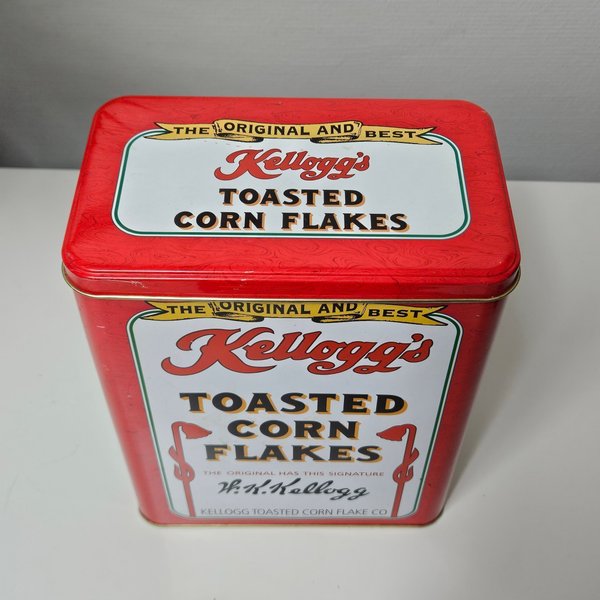 THE ORIGINAL AND BEST
Kellogg's
TOASTED
CORN FLAKES
THE ORIGINAL AND BEST
Kellogg's
TOASTED
CORN
FLAKES
THE ORIGINAL HAS THIS SIGNATURE
W.K.Kellogg
KELLOGG TOASTED CORN FLAKE CO